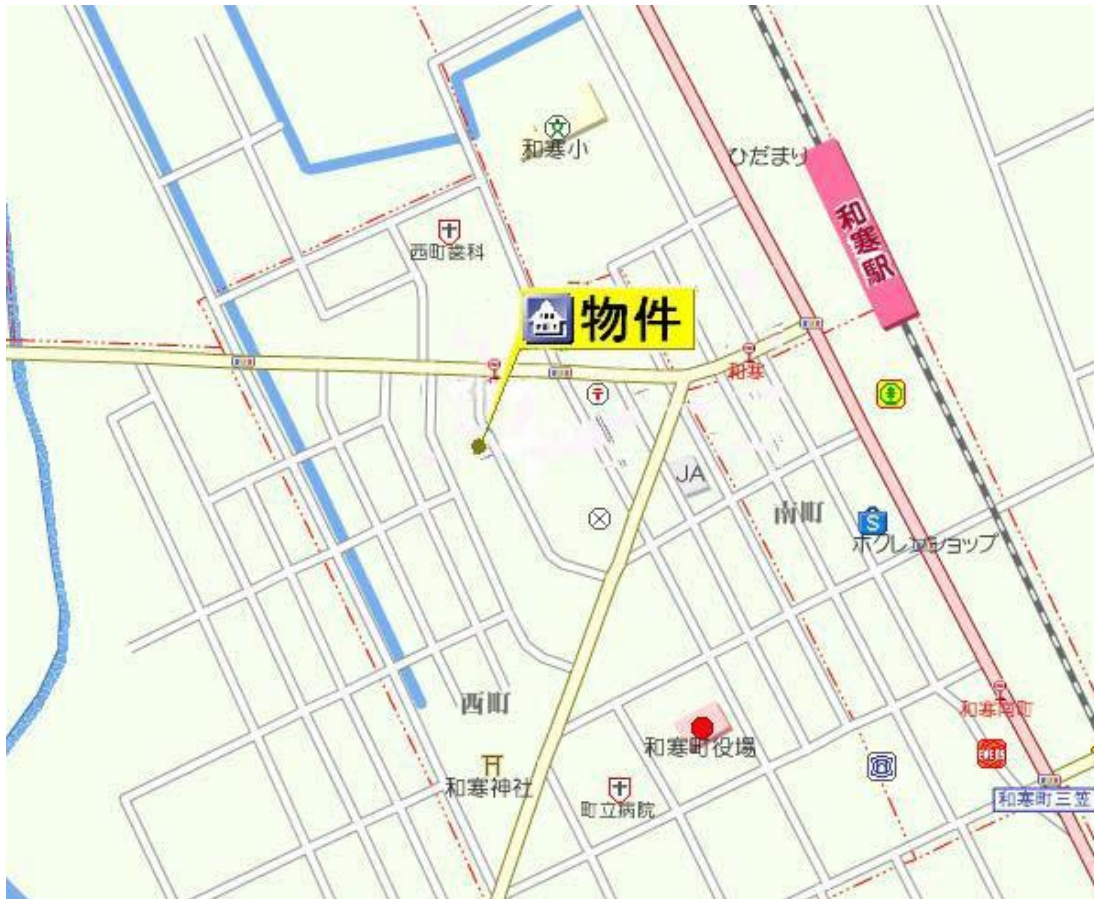 和寒小
ひだまり
和寒駅
西町歯科
物件
和寒
〒
JA
南町
S
ホクレンショップ
西町
和寒南町
和寒町役場
ENEOS
和寒神社
町立病院
和寒町三笠